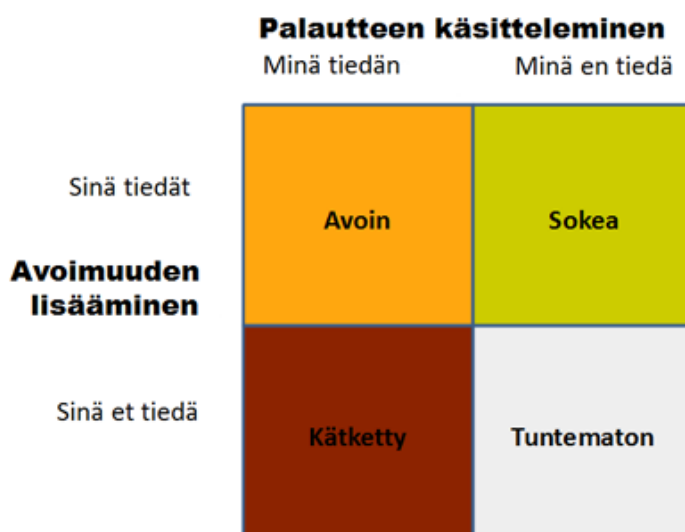 Palautteen käsitteleminen
Minä tiedän Minä en tiedä
Sinä tiedät
Avoin Sokea
Avoimuuden
lisääminen
Sinä et tiedä
Kätketty Tuntematon